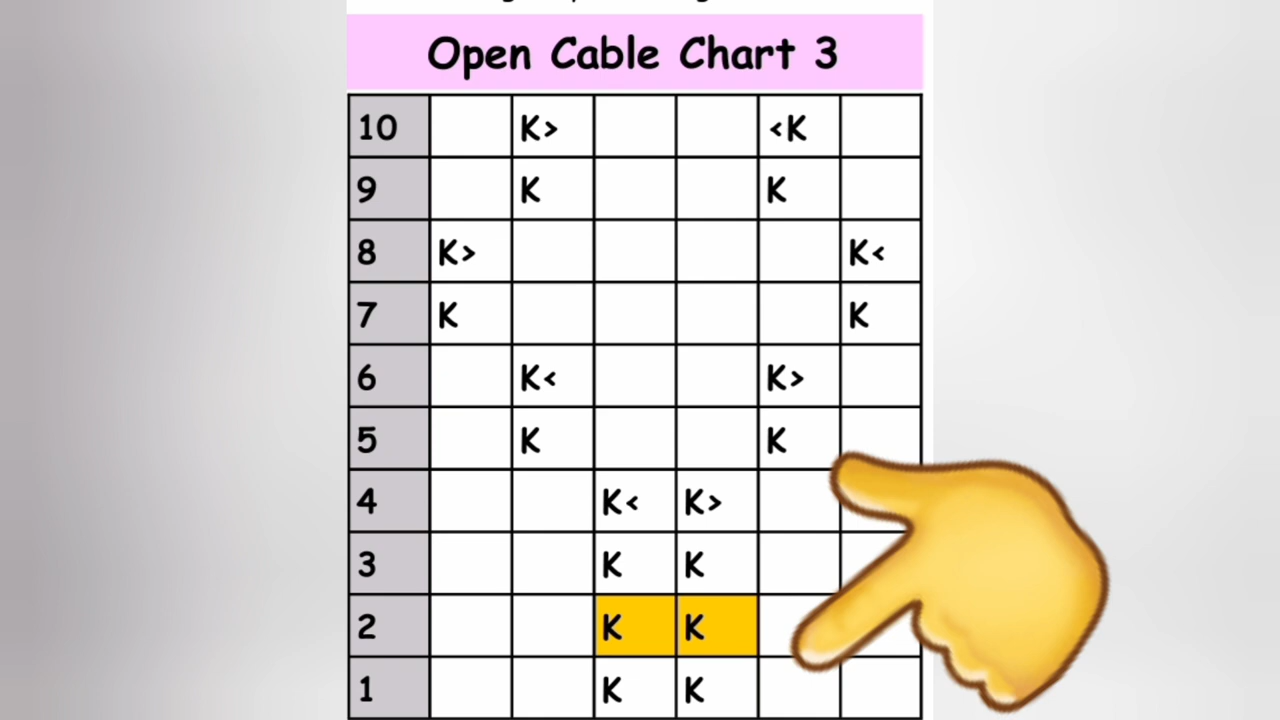 Open Cable Chart 3
10 K> <K
9 K K
8 K> K<
7 K K
6 K< K>
5 K K
4 K< K>
3 K K
2 K K
1 K K